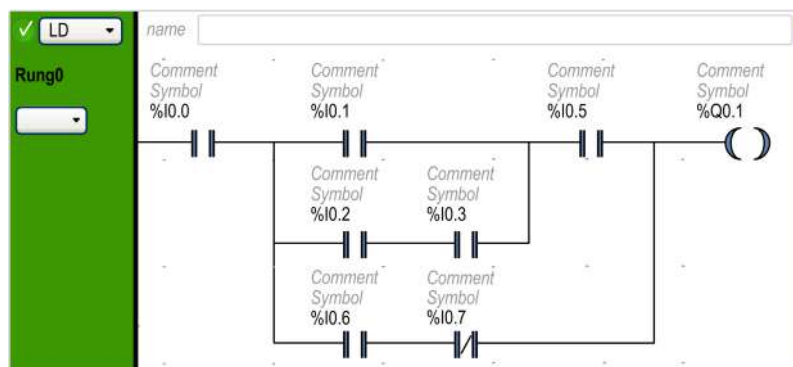 LD
name
Rung0
Comment Comment Comment Comment
Symbol Symbol Symbol Symbol
%I0.0 %I0.1 %I0.5 %Q0.1
Comment Comment
Symbol Symbol
%I0.2 %I0.3
Comment Comment
Symbol Symbol
%I0.6 %I0.7